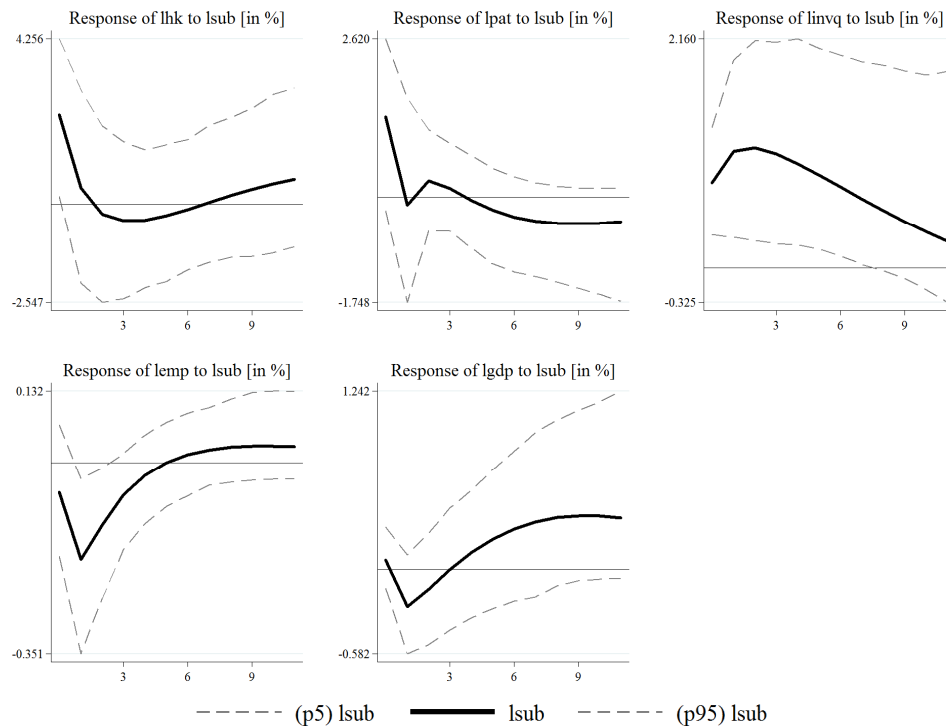 Response of lhk to lsub [in %]
4.256
-2.547
3 6 9
Response of lpat to lsub [in %]
2.620
-1.748
3 6 9
Response of linvq to lsub [in %]
2.160
-0.325
3 6 9
Response of lemp to lsub [in %]
0.132
-0.351
3 6 9
Response of lgdp to lsub [in %]
1.242
-0.582
3 6 9
(p5) lsub lsub (p95) lsub